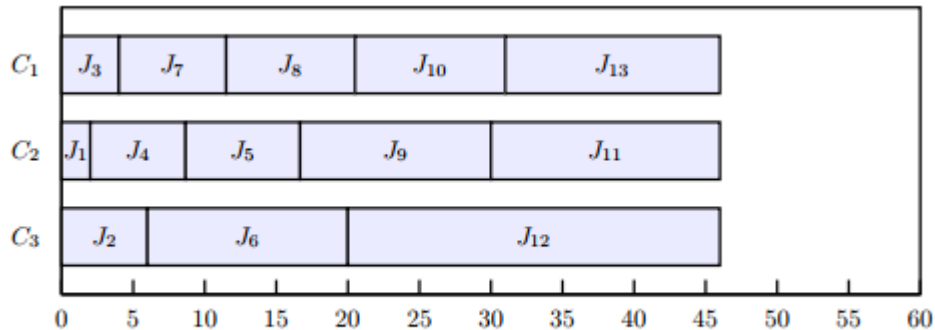 C₁ J₃ J₇ J₈ J₁₀ J₁₃
C₂ J₁ J₄ J₅ J₉ J₁₁
C₃ J₂ J₆ J₁₂
0 5 10 15 20 25 30 35 40 45 50 55 60